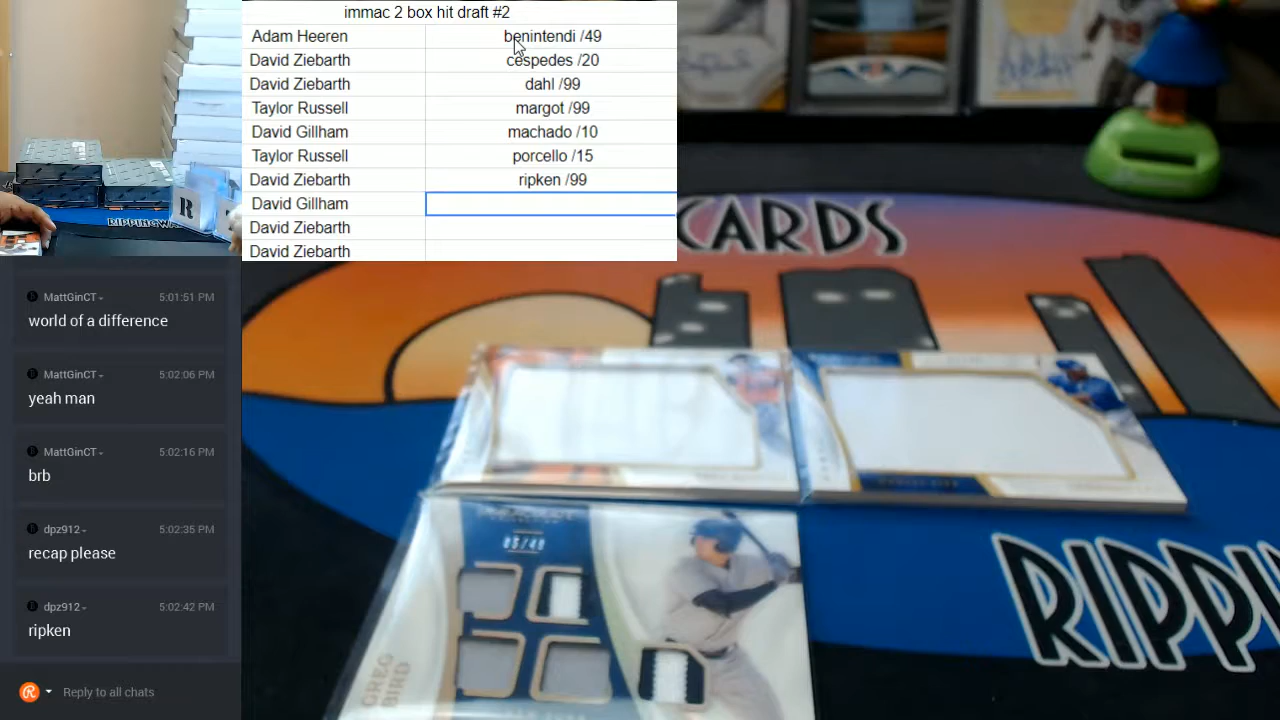 immac 2 box hit draft #2
Adam Heeren benintendi /49
David Ziebarth cespedes /20
David Ziebarth dahl /99
Taylor Russell margot /99
David Gillham machado /10
Taylor Russell porcello /15
David Ziebarth ripken /99
David Gillham
David Ziebarth
David Ziebarth
R
MattGinCT 5:01:51 PM
world of a difference
MattGinCT 5:02:06 PM
yeah man
MattGinCT 5:02:16 PM
brb
dpz912 5:02:35 PM
recap please
dpz912 5:02:42 PM
ripken
Reply to all chats
CARDS
RIPPI
GREG
BIRD